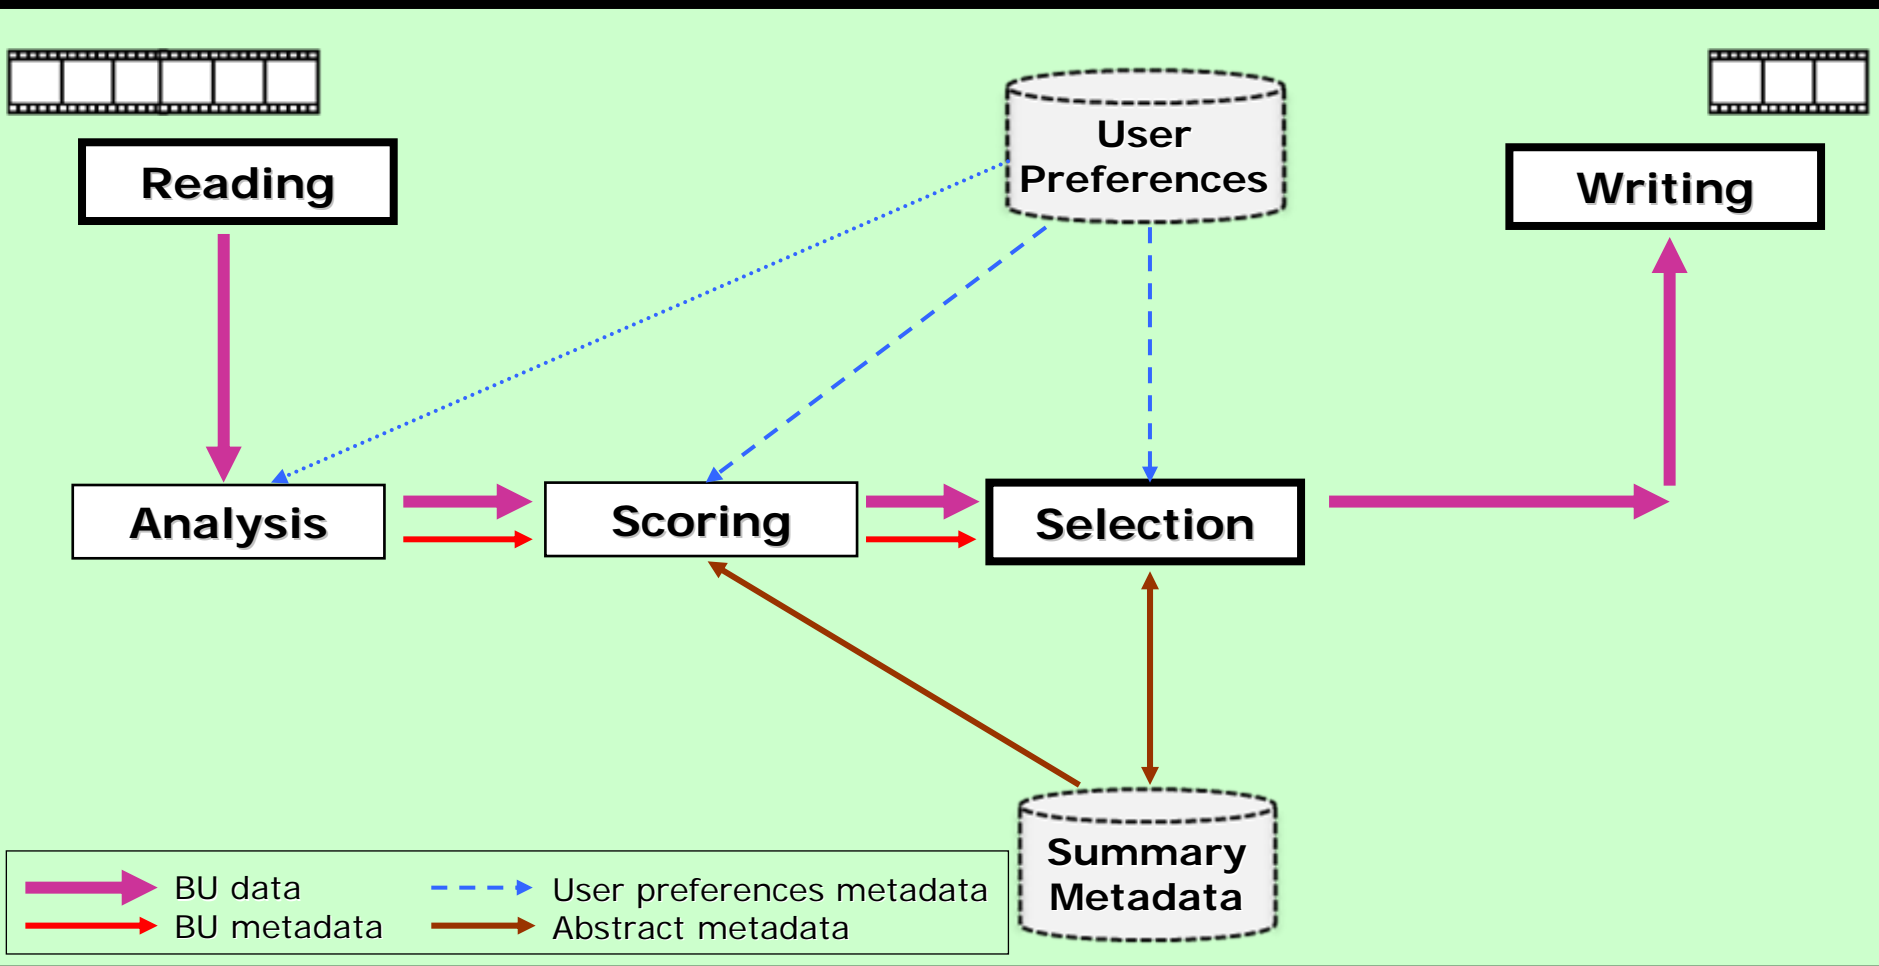 User
Preferences
Reading
Writing
Analysis
Scoring
Selection
Summary
Metadata
BU data
User preferences metadata
BU metadata
Abstract metadata